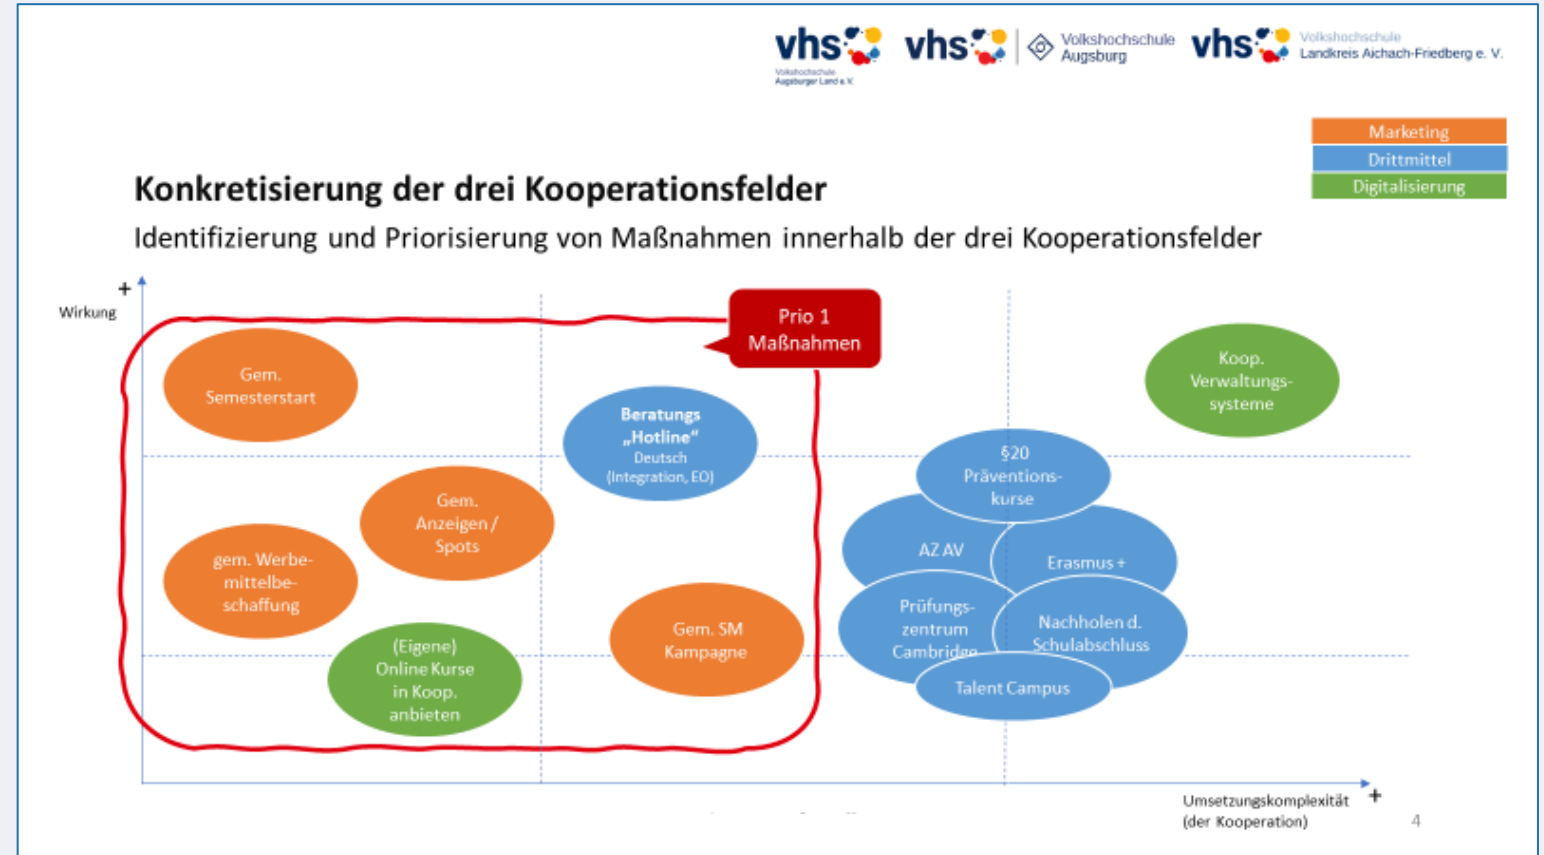 vhs
Volkshochschule
Augsburger Land e.V.
vhs
Volkshochschule
Augsburg
vhs
Volkshochschule
Landkreis Aichach-Friedberg e. V.
Marketing
Drittmittel
Digitalisierung
Konkretisierung der drei Kooperationsfelder
Identifizierung und Priorisierung von Maßnahmen innerhalb der drei Kooperationsfelder
+
Wirkung
Prio 1
Maßnahmen
Gem.
Semesterstart
Beratungs
„Hotline“
Deutsch
(Integration, EO)
Koop.
Verwaltungs-
systeme
Gem.
Anzeigen /
Spots
§20
Präventions-
kurse
gem. Werbe-
mittelbe-
schaffung
AZ AV
Erasmus +
Gem. SM
Kampagne
Prüfungs-
zentrum
Cambridge
Nachholen d.
Schulabschluss
(Eigene)
Online Kurse
in Koop.
anbieten
Talent Campus
Umsetzungskomplexität
(der Kooperation)
+
4